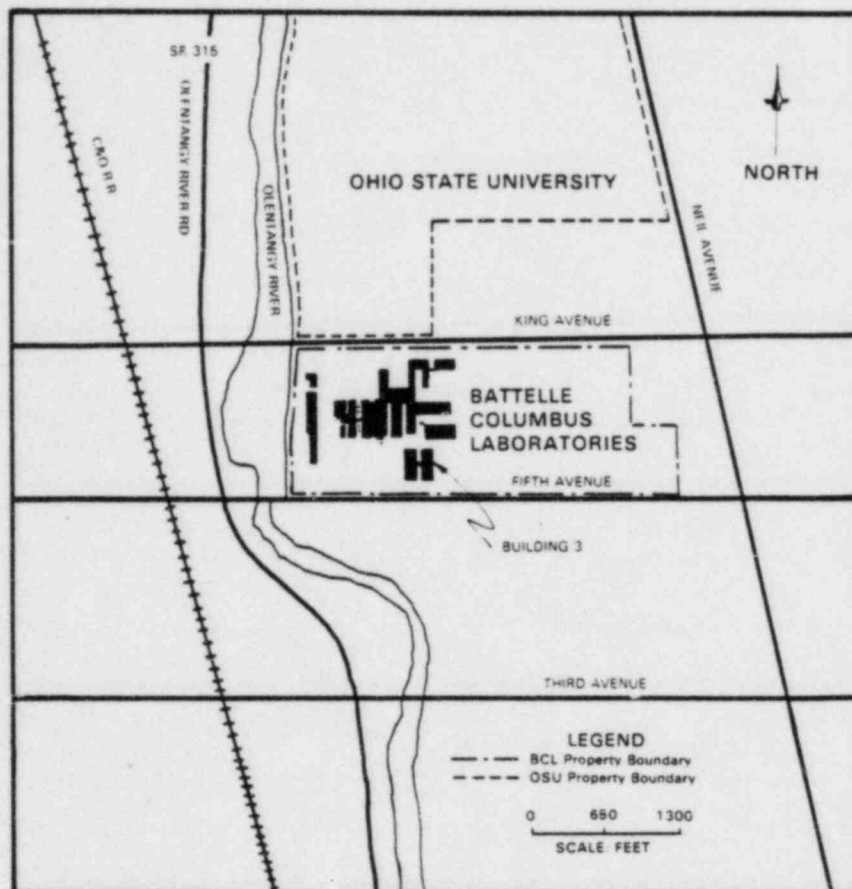 SR 315
OLENTANGY RIVER RD
C&O R.R.
OLENTANGY RIVER
OHIO STATE UNIVERSITY
NEIL AVENUE
NORTH
KING AVENUE
BATTELLE
COLUMBUS
LABORATORIES
FIFTH AVENUE
BUILDING 3
THIRD AVENUE
LEGEND
BCL Property Boundary
OSU Property Boundary
0 650 1300
SCALE: FEET